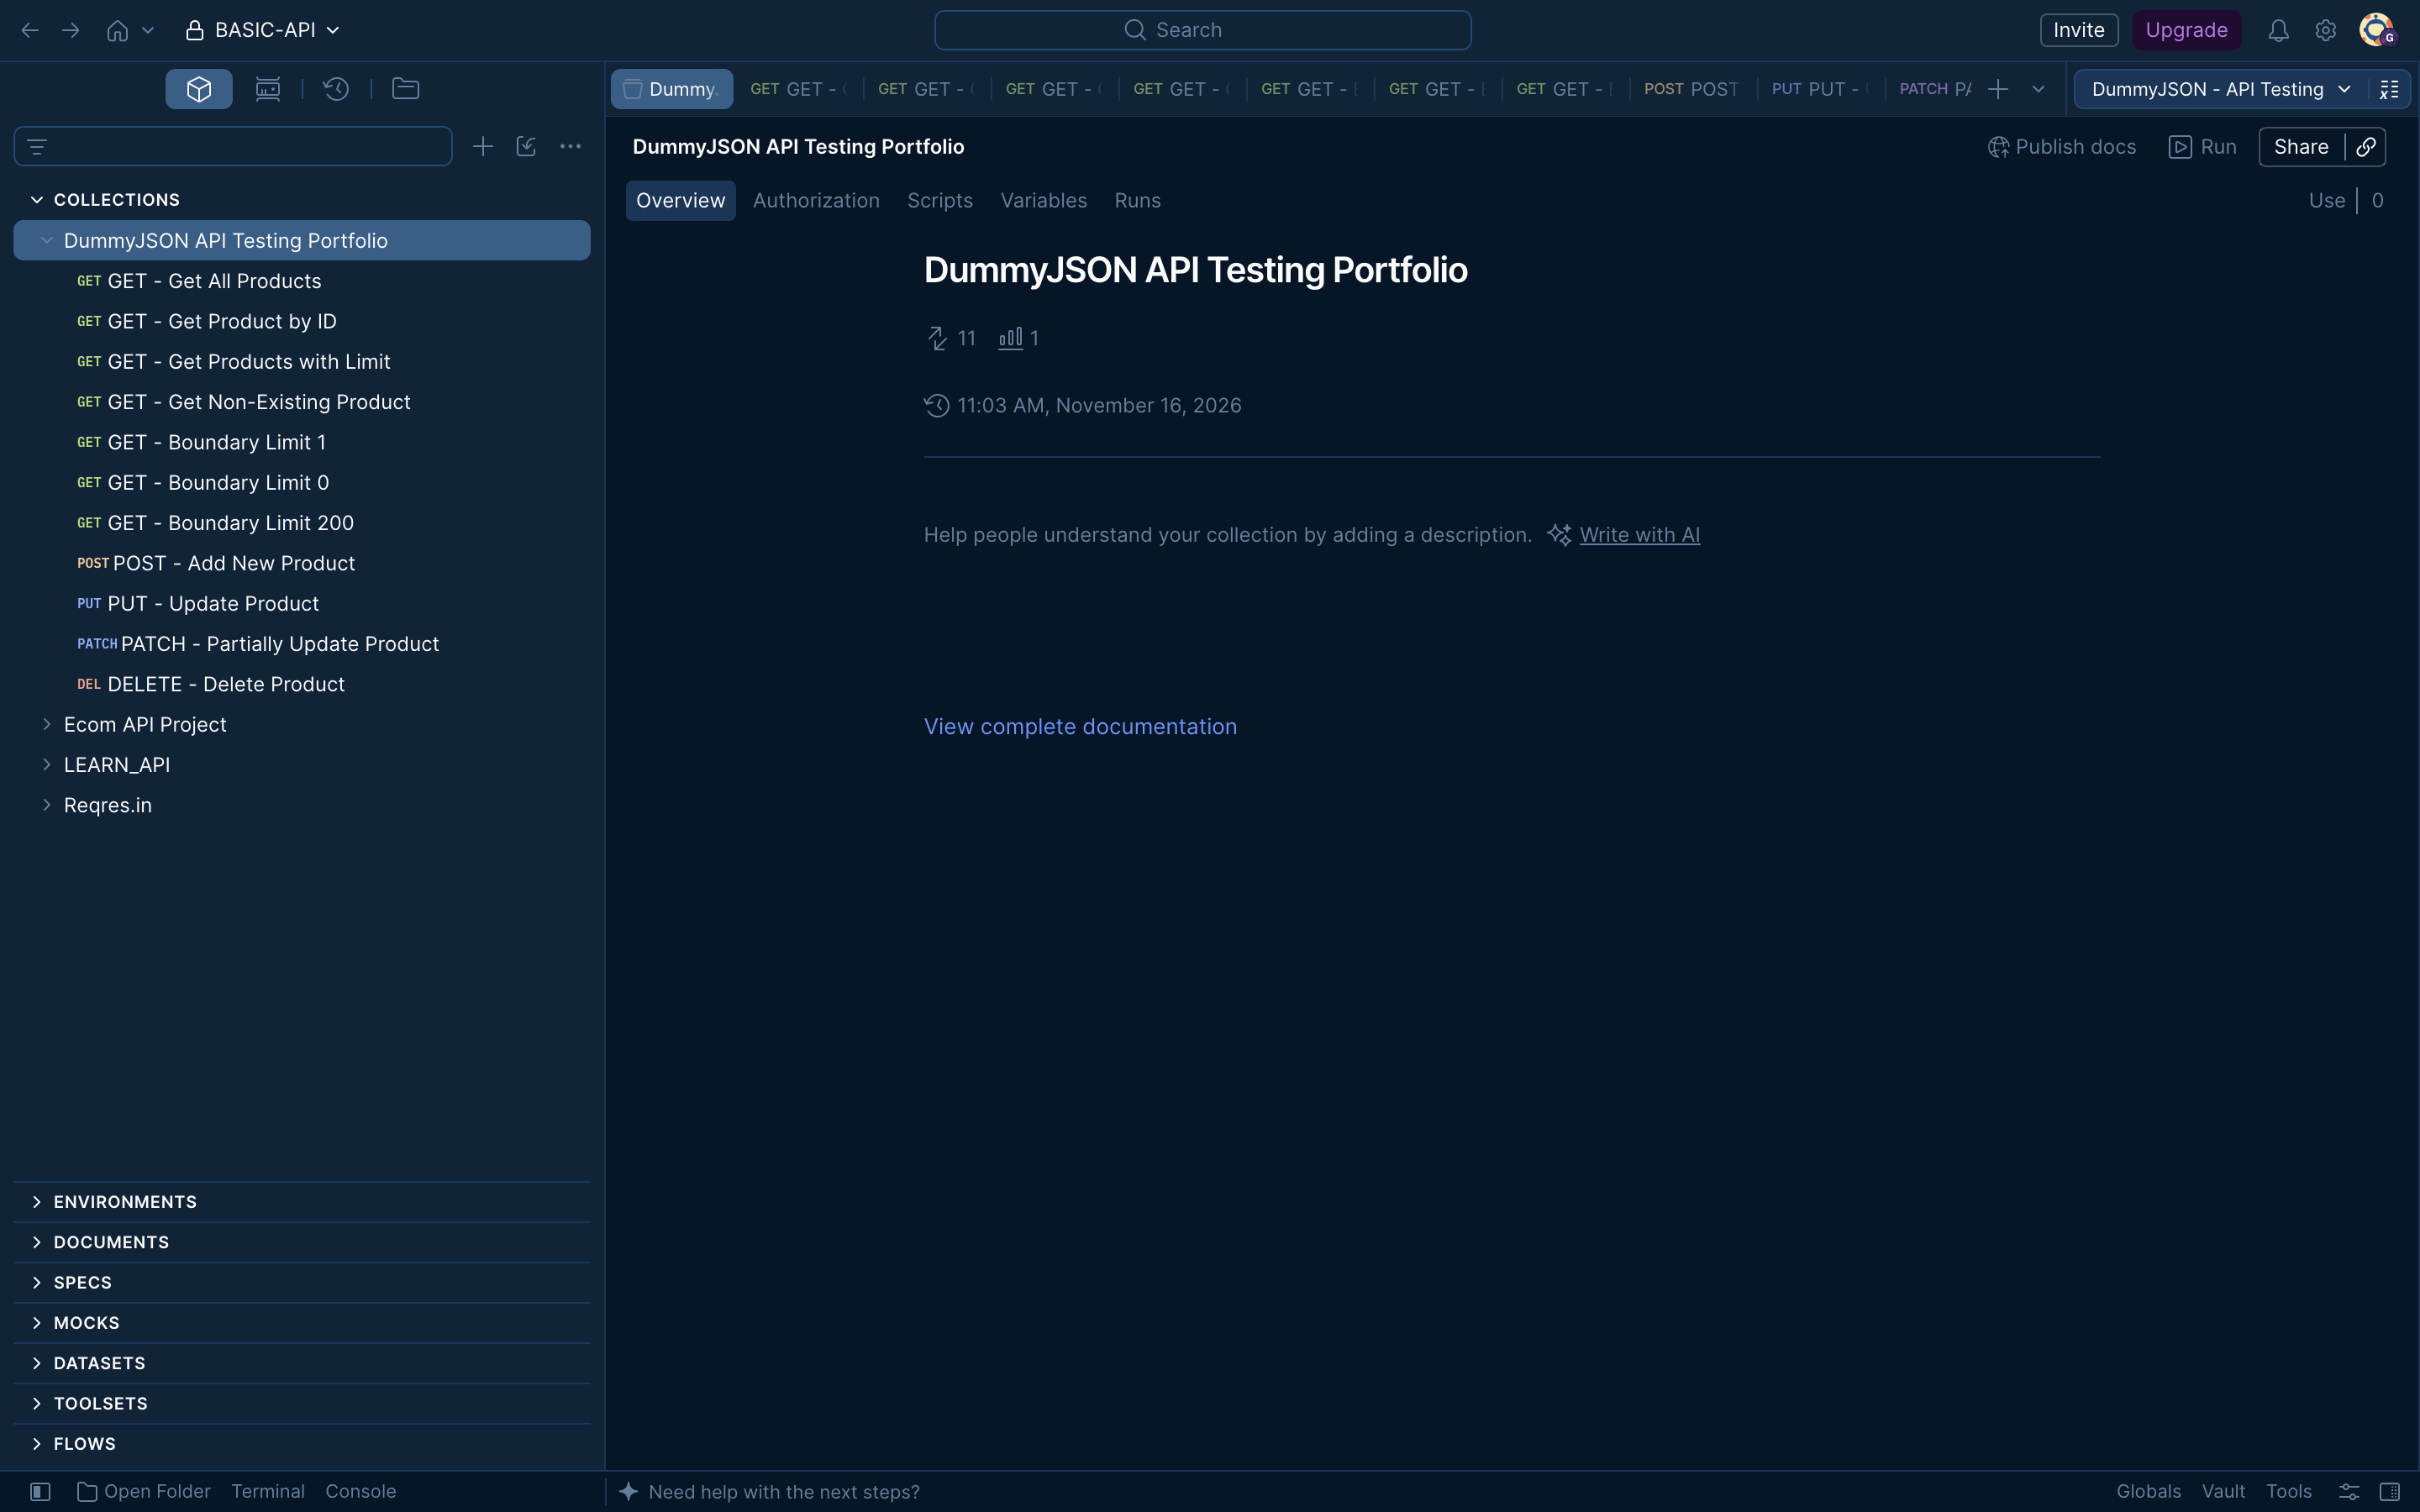 BASIC-API
Search
Invite
Upgrade
G
Dummy
GET GET -
GET GET -
GET GET -
GET GET -
GET GET -
GET GET -
GET GET -
POST POST
PUT PUT -
PATCH PA
DummyJSON - API Testing
DummyJSON API Testing Portfolio
Publish docs
Run
Share
Overview
Authorization
Scripts
Variables
Runs
Use
0
COLLECTIONS
DummyJSON API Testing Portfolio
GET GET - Get All Products
GET GET - Get Product by ID
GET GET - Get Products with Limit
GET GET - Get Non-Existing Product
GET GET - Boundary Limit 1
GET GET - Boundary Limit 0
GET GET - Boundary Limit 200
POST POST - Add New Product
PUT PUT - Update Product
PATCH PATCH - Partially Update Product
DEL DELETE - Delete Product
Ecom API Project
LEARN_API
Reqres.in
DummyJSON API Testing Portfolio
11
1
11:03 AM, November 16, 2026
Help people understand your collection by adding a description.
Write with AI
View complete documentation
ENVIRONMENTS
DOCUMENTS
SPECS
MOCKS
DATASETS
TOOLSETS
FLOWS
Open Folder
Terminal
Console
Need help with the next steps?
Globals
Vault
Tools